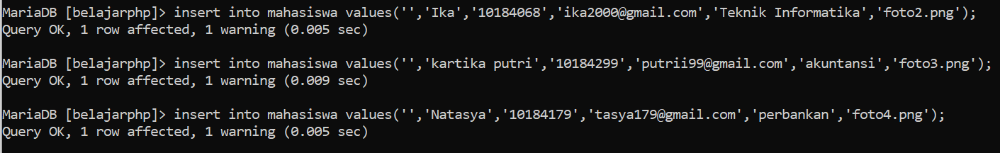 MariaDB [belajarphp]> insert into mahasiswa values('','Ika','10184068','ika2000@gmail.com','Teknik Informatika','foto2.png');
Query OK, 1 row affected, 1 warning (0.005 sec)
MariaDB [belajarphp]> insert into mahasiswa values('','kartika putri','10184299','putrii99@gmail.com','akuntansi','foto3.png');
Query OK, 1 row affected, 1 warning (0.009 sec)
MariaDB [belajarphp]> insert into mahasiswa values('','Natasya','10184179','tasya179@gmail.com','perbankan','foto4.png');
Query OK, 1 row affected, 1 warning (0.005 sec)